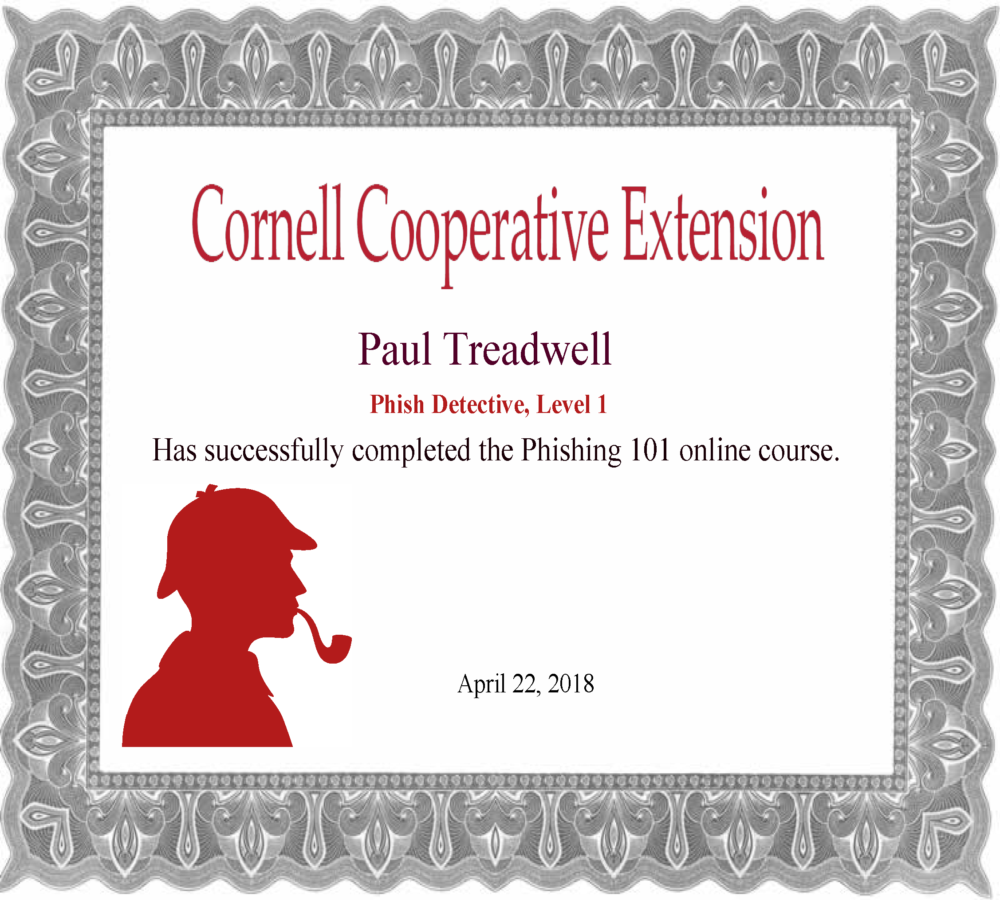 Cornell Cooperative Extension
Paul Treadwell
Phish Detective, Level 1
Has successfully completed the Phishing 101 online course.
April 22, 2018